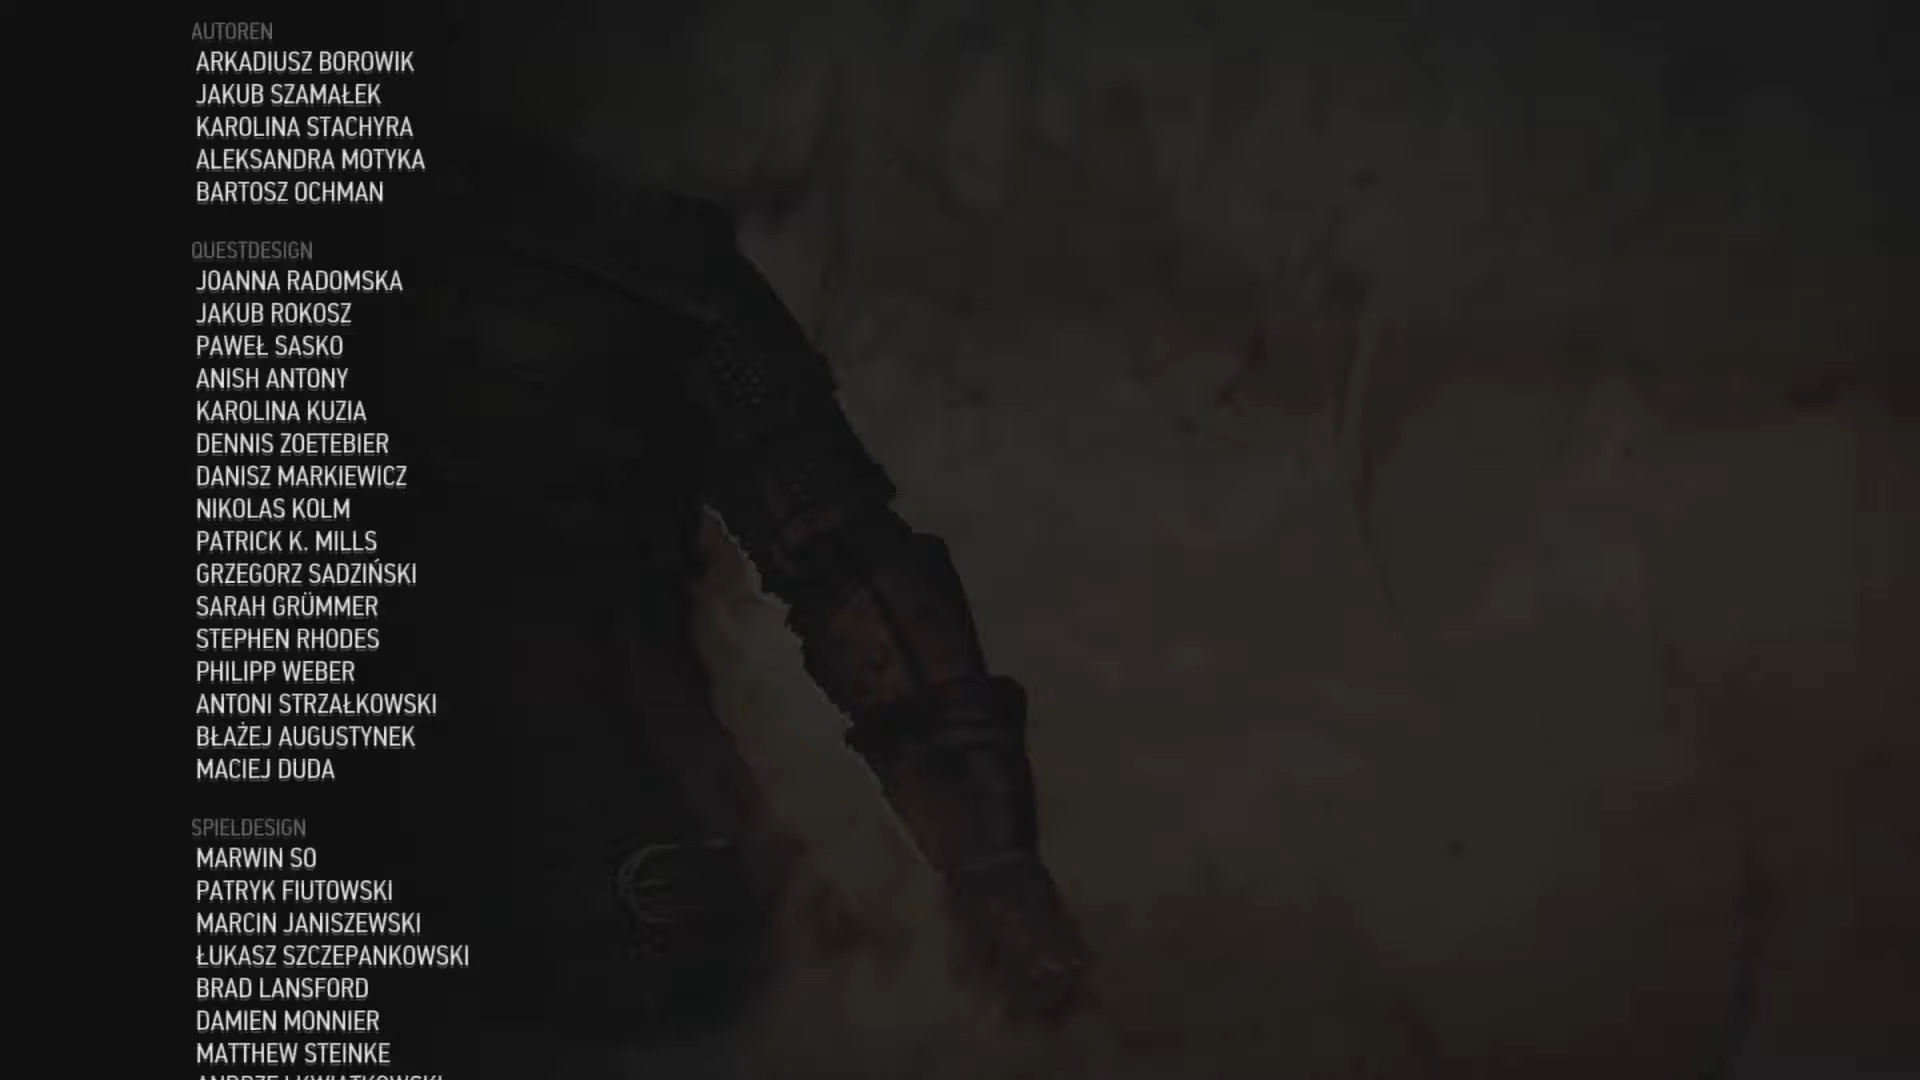 AUTOREN
ARKADIUSZ BOROWIK
JAKUB SZAMAŁEK
KAROLINA STACHYRA
ALEKSANDRA MOTYKA
BARTOSZ OCHMAN
QUESTDESIGN
JOANNA RADOMSKA
JAKUB ROKOSZ
PAWEŁ SASKO
ANISH ANTONY
KAROLINA KUZIA
DENNIS ZOETEBIER
DANISZ MARKIEWICZ
NIKOLAS KOLM
PATRICK K. MILLS
GRZEGORZ SADZIŃSKI
SARAH GRÜMMER
STEPHEN RHODES
PHILIPP WEBER
ANTONI STRZAŁKOWSKI
BŁAŻEJ AUGUSTYNEK
MACIEJ DUDA
SPIELDESIGN
MARWIN SO
PATRYK FIUTOWSKI
MARCIN JANISZEWSKI
ŁUKASZ SZCZEPANKOWSKI
BRAD LANSFORD
DAMIEN MONNIER
MATTHEW STEINKE